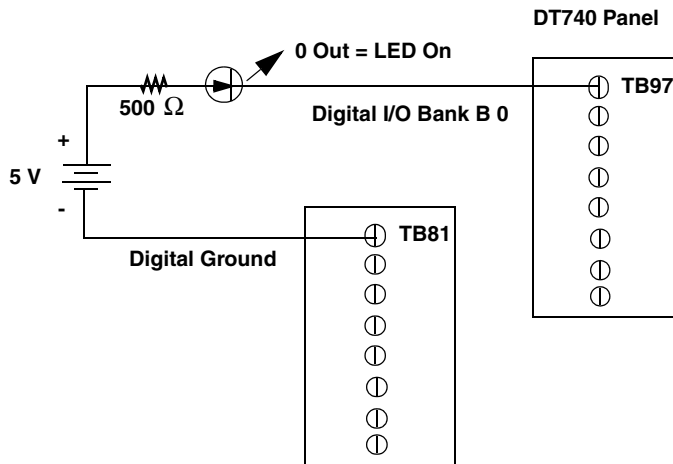 DT740 Panel
0 Out = LED On
TB97
500 Ω
Digital I/O Bank B 0
+
5 V
-
TB81
Digital Ground